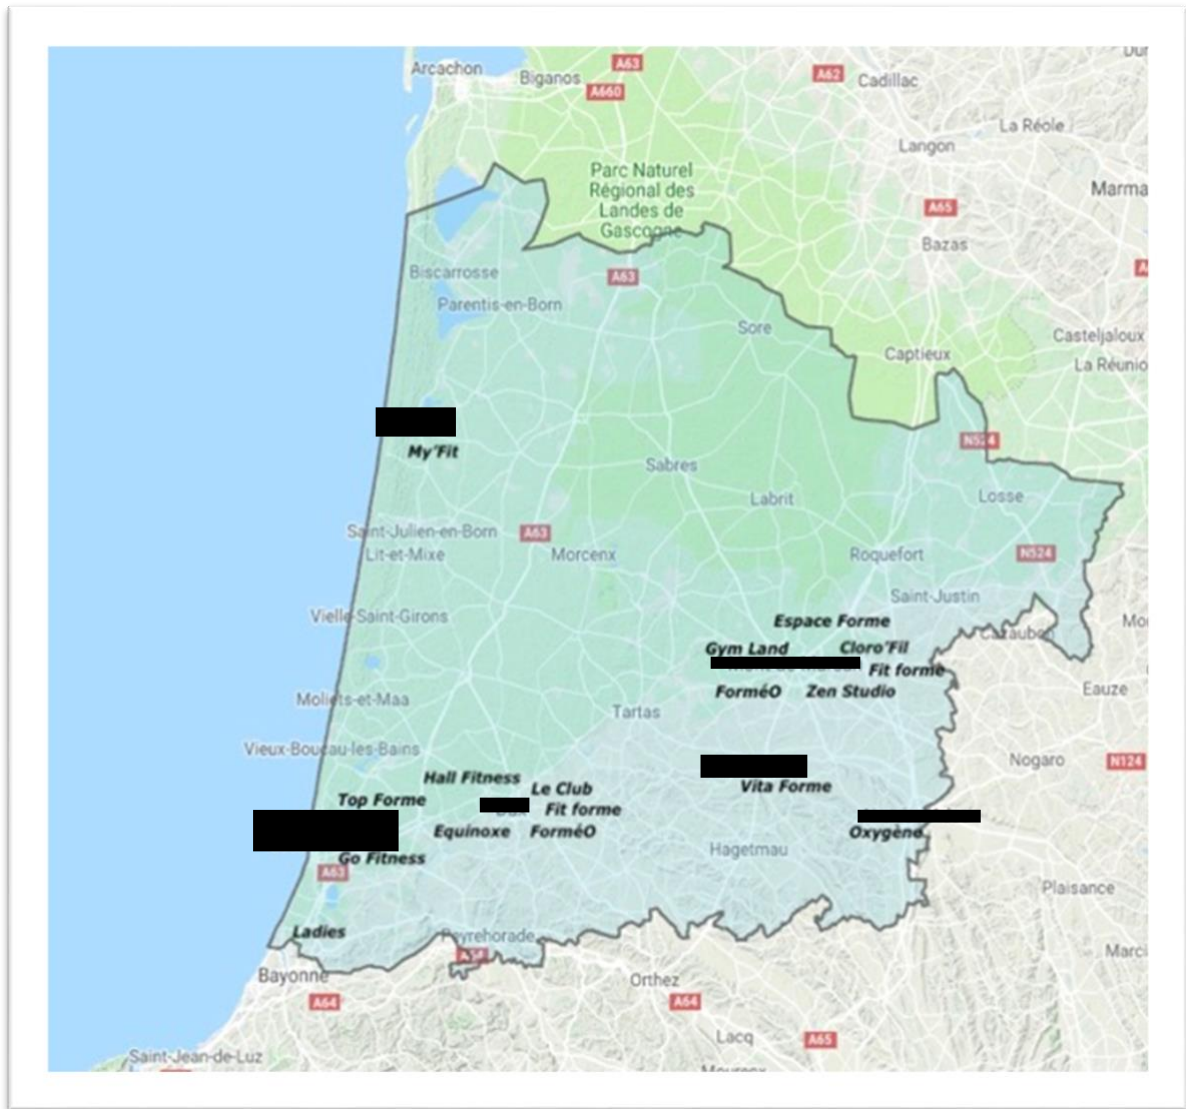 Arcachon
Biganos
A63
A660
A62
Cadillac
La Réole
Langon
Parc Naturel
Régional des
Landes de
Gascogne
Marma
A65
Bazas
Biscarrosse
A63
Parentis-en-Born
Sore
Casteljaloux
Captieux
La Réunio
N524
My'Fit
Sabres
Labrit
Losse
Saint-Julien-en-Born
A63
Lit-et-Mixe
Morcenx
Roquefort
N524
Saint-Justin
Vielle-Saint-Girons
Espace Forme
Mo
Cazaubon
Gym Land
Cloro'Fil
Fit forme
ForméO
Zen Studio
Eauze
Moliets-et-Maa
Tartas
Vieux-Boucau-les-Bains
Nogaro
N124
Hall Fitness
Le Club
Vita Forme
Top Forme
Fit forme
Equinoxe
ForméO
Oxygène
Go Fitness
Hagetmau
A63
Plaisance
Ladies
Peyrehorade
Marci
Bayonne
Orthez
A64
A64
Lacq
A65
Saint-Jean-de-Luz